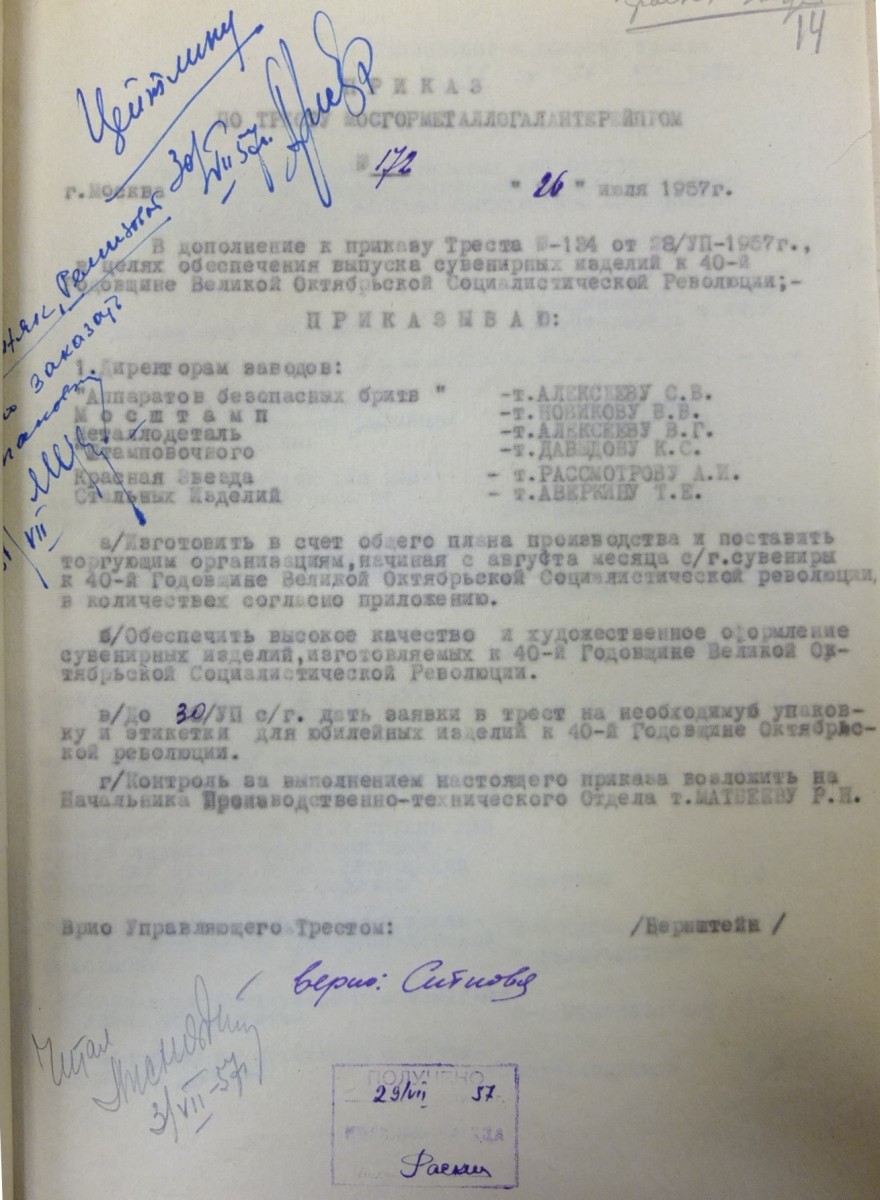 14
Цейтлину
30/VII 57г.
ПРИКАЗ
ПО ТРЕСТУ МОСГОРМЕТАЛЛОГАЛАНТЕРЕЙПРОМ
№ 172
г.Москва " 26 " июля 1957г.
В дополнение к приказу Треста №-134 от 28/УП-1957г.,
в целях обеспечения выпуска сувенирных изделий к 40-й
Годовщине Великой Октябрьской Социалистической Революции;-
ПРИКАЗЫВАЮ:
1.Директорам заводов:
"Аппаратов безопасных бритв " -т.АЛЕКСЕЕВУ С.В.
М о с ш т а м п -т.НОВИКОВУ В.В.
Металлодеталь -т.АЛЕКСЕЕВУ В.Г.
Штамповочного -т.ДАВЫДОВУ К.С.
Красная Звезда - т.РАССМОТРОВУ А.И.
Стальных Изделий - т.АВЕРКИНУ Т.Е.
а/Изготовить в счет общего плана производства и поставить
торгующим организациям,начиная с августа месяца с/г.сувениры
к 40-й Годовщине Великой Октябрьской Социалистической революции,
в количествех согласно приложению.
б/Обеспечить высокое качество и художественное оформление
сувенирных изделий,изготовляемых к 40-й Годовщине Великой Ок-
тябрьской Социалистической Революции.
в/До 30/УП с/г. дать заявки в трест на необходимуб упаков-
ку и этикетки для юбилейных изделий к 40-й Годовщине Октябрьс-
кой революции.
г/Контроль за выполнением настоящего приказа возложить на
Начальника Производственно-технического Отдела т.МАТВЕЕВУ Р.Н.
Врио Управляющего Трестом: /Бернштейн /
верно: Ситнова
Читал
31/VII-57г.
заказать
VII
ПОЛУЧЕНО
29/VII 57